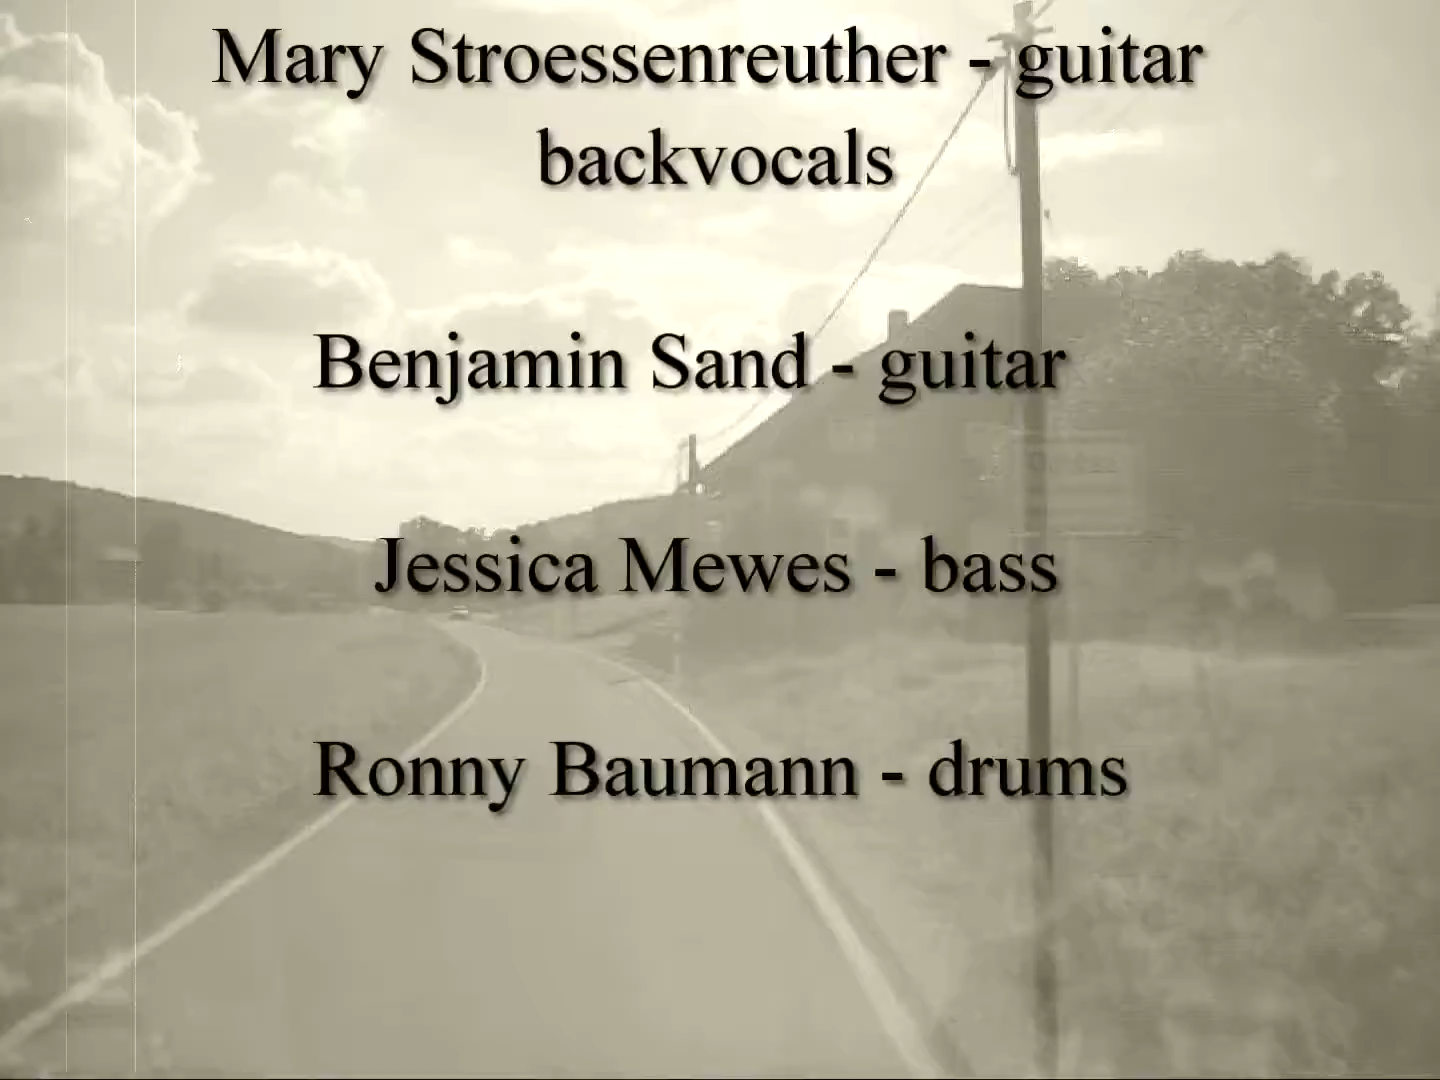 Mary Stroessenreuther - guitar
backvocals
Benjamin Sand - guitar
Jessica Mewes - bass
Ronny Baumann - drums